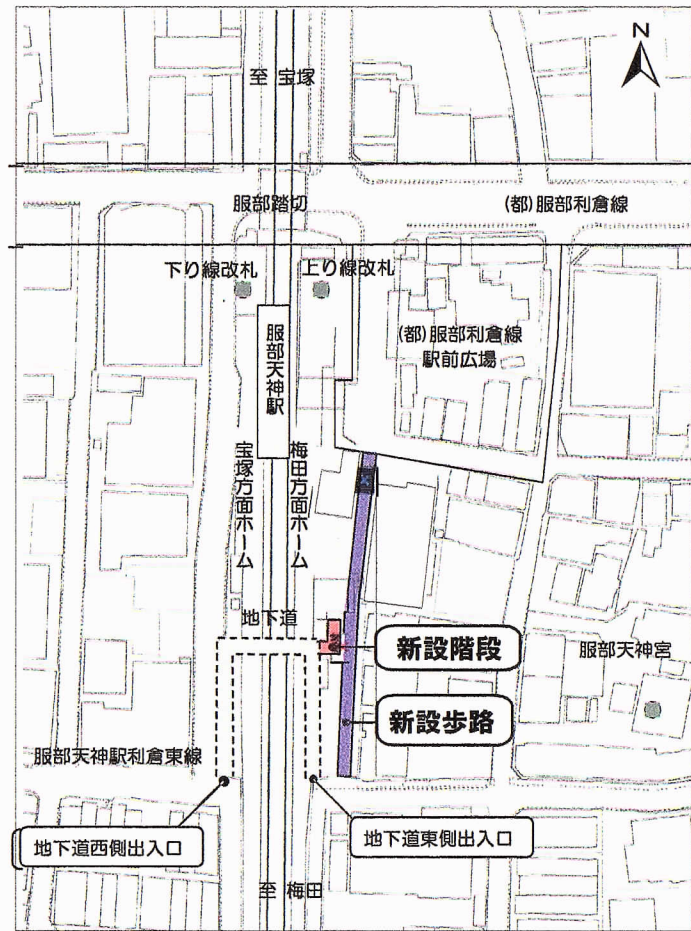 N
至 宝塚
服部踏切
(都)服部利倉線
下り線改札
上り線改札
(都)服部利倉線
駅前広場
服部天神駅
宝塚方面ホーム
梅田方面ホーム
地下道
新設階段
服部天神宮
新設歩路
服部天神駅利倉東線
地下道西側出入口
地下道東側出入口
至 梅田